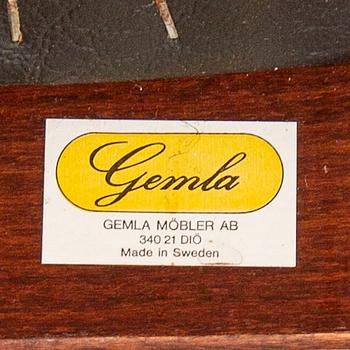 Gemla
GEMLA MÖBLER AB
340 21 DIÖ
Made in Sweden